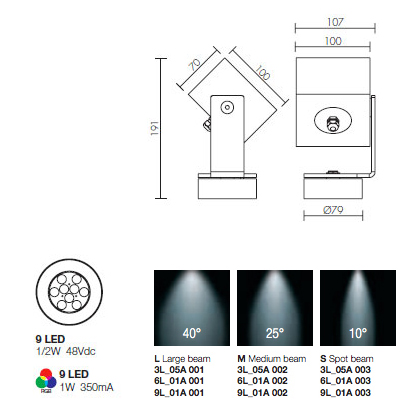 107
100
70
100
191
Ø79
9 LED
1/2W 48Vdc
9 LED
1W 350mA
RGB
40°
L Large beam
3L_05A 001
6L_01A 001
9L_01A 001
25°
M Medium beam
3L_05A 002
6L_01A 002
9L_01A 002
10°
S Spot beam
3L_05A 003
6L_01A 003
9L_01A 003